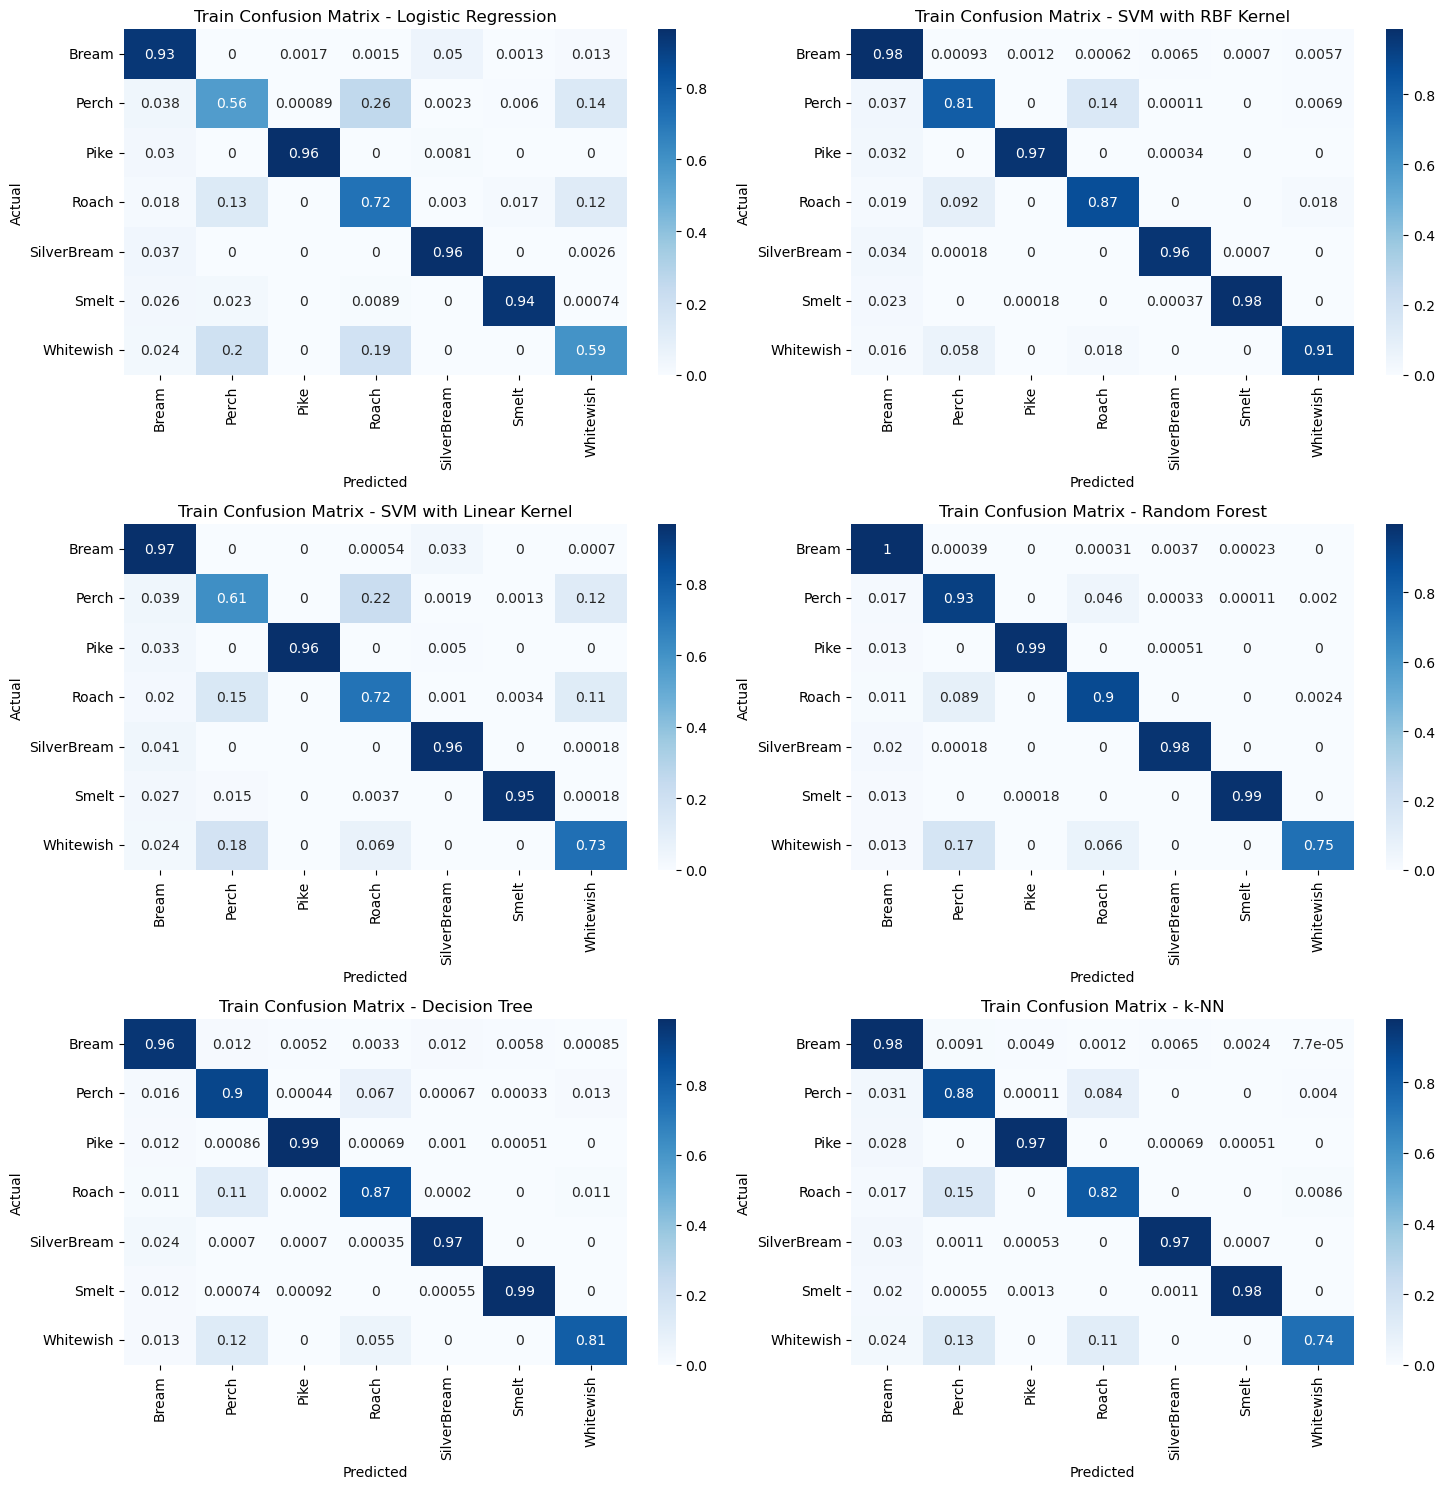 Train Confusion Matrix - Logistic Regression
Bream 0.93 0 0.0017 0.0015 0.05 0.0013 0.013
Perch 0.038 0.56 0.00089 0.26 0.0023 0.006 0.14
Pike 0.03 0 0.96 0 0.0081 0 0
Roach 0.018 0.13 0 0.72 0.003 0.017 0.12
SilverBream 0.037 0 0 0 0.96 0 0.0026
Smelt 0.026 0.023 0 0.0089 0 0.94 0.00074
Whitewish 0.024 0.2 0 0.19 0 0 0.59
Actual
Bream Perch Pike Roach SilverBream Smelt Whitewish
Predicted
0.8
0.6
0.4
0.2
0.0
Train Confusion Matrix - SVM with RBF Kernel
Bream 0.98 0.00093 0.0012 0.00062 0.0065 0.0007 0.0057
Perch 0.037 0.81 0 0.14 0.00011 0 0.0069
Pike 0.032 0 0.97 0 0.00034 0 0
Roach 0.019 0.092 0 0.87 0 0 0.018
SilverBream 0.034 0.00018 0 0 0.96 0.0007 0
Smelt 0.023 0 0.00018 0 0.00037 0.98 0
Whitewish 0.016 0.058 0 0.018 0 0 0.91
Actual
Bream Perch Pike Roach SilverBream Smelt Whitewish
Predicted
0.8
0.6
0.4
0.2
0.0
Train Confusion Matrix - SVM with Linear Kernel
Bream 0.97 0 0 0.00054 0.033 0 0.0007
Perch 0.039 0.61 0 0.22 0.0019 0.0013 0.12
Pike 0.033 0 0.96 0 0.005 0 0
Roach 0.02 0.15 0 0.72 0.001 0.0034 0.11
SilverBream 0.041 0 0 0 0.96 0 0.00018
Smelt 0.027 0.015 0 0.0037 0 0.95 0.00018
Whitewish 0.024 0.18 0 0.069 0 0 0.73
Actual
Bream Perch Pike Roach SilverBream Smelt Whitewish
Predicted
0.8
0.6
0.4
0.2
0.0
Train Confusion Matrix - Random Forest
Bream 1 0.00039 0 0.00031 0.0037 0.00023 0
Perch 0.017 0.93 0 0.046 0.00033 0.00011 0.002
Pike 0.013 0 0.99 0 0.00051 0 0
Roach 0.011 0.089 0 0.9 0 0 0.0024
SilverBream 0.02 0.00018 0 0 0.98 0 0
Smelt 0.013 0 0.00018 0 0 0.99 0
Whitewish 0.013 0.17 0 0.066 0 0 0.75
Actual
Bream Perch Pike Roach SilverBream Smelt Whitewish
Predicted
0.8
0.6
0.4
0.2
0.0
Train Confusion Matrix - Decision Tree
Bream 0.96 0.012 0.0052 0.0033 0.012 0.0058 0.00085
Perch 0.016 0.9 0.00044 0.067 0.00067 0.00033 0.013
Pike 0.012 0.00086 0.99 0.00069 0.001 0.00051 0
Roach 0.011 0.11 0.0002 0.87 0.0002 0 0.011
SilverBream 0.024 0.0007 0.0007 0.00035 0.97 0 0
Smelt 0.012 0.00074 0.00092 0 0.00055 0.99 0
Whitewish 0.013 0.12 0 0.055 0 0 0.81
Actual
Bream Perch Pike Roach SilverBream Smelt Whitewish
Predicted
0.8
0.6
0.4
0.2
0.0
Train Confusion Matrix - k-NN
Bream 0.98 0.0091 0.0049 0.0012 0.0065 0.0024 7.7e-05
Perch 0.031 0.88 0.00011 0.084 0 0 0.004
Pike 0.028 0 0.97 0 0.00069 0.00051 0
Roach 0.017 0.15 0 0.82 0 0 0.0086
SilverBream 0.03 0.0011 0.00053 0 0.97 0.0007 0
Smelt 0.02 0.00055 0.0013 0 0.0011 0.98 0
Whitewish 0.024 0.13 0 0.11 0 0 0.74
Actual
Bream Perch Pike Roach SilverBream Smelt Whitewish
Predicted
0.8
0.6
0.4
0.2
0.0